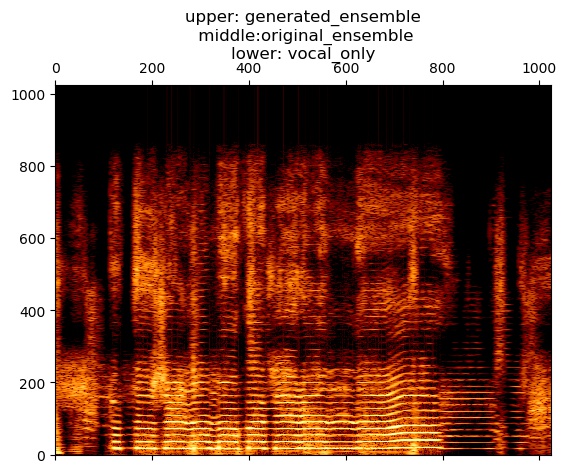 upper: generated_ensemble
middle:original_ensemble
lower: vocal_only
0 200 400 600 800 1000
1000
800
600
400
200
0